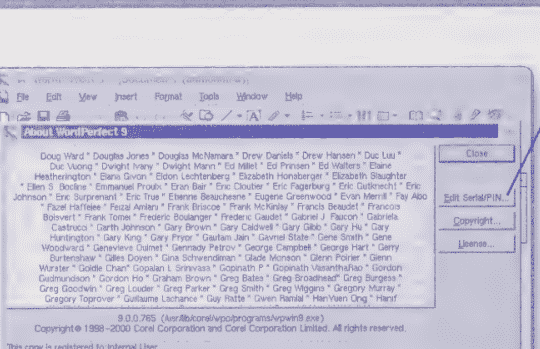 File Edit View Insert Format Tools Window Help
About WordPerfect 9
Doug Ward * Douglas Jones * Douglas McNamara * Drew Daniels * Drew Hansen * Duc Luu *
Duc Vuong * Dwight Ivany * Dwight Mann * Ed Millet * Ed Prinsen * Ed Walters * Elaine
Heatherington * Elana Givon * Eldon Lechtenberg * Elizabeth Honsberger * Elizabeth Slaughter
* Ellen S. * Emmanuel Proulx * Eran Bair * Eric Cloutier * Eric Fagerburg * Eric Gutknecht * Eric
Johnson * Eric Surprenant * Eric True * Etienne Beauchesne * Eugene Greenwood * Evan Merrill * Fay Abo
* Fazel Haffejee * Feizal Amiani * Frank Briscoe * Frank McKinlay * Francis Beaudet * Francois
Boisvert * Frank Tomei * Frederic Boulanger * Frederic Gaudet * Gabriel J. Faucon * Gabriela
Castruco * Garth Johnson * Gary Brown * Gary Caldwell * Gary Gibb * Gary Hu * Gary
Huntington * Gary King * Gary Pryor * Gautam Jain * State * Gene Smith * Gene
Woodward * Genevieve Ouimet * Gennady Petrov * George Campbell * George Hart * Gerry
Burtenshaw * Gilles Doyen * Gina Schwendiman * Glade Monson * Glenn Poirier * Glenn
Wurster * Goldie Chan * Gopalan L Srinivasa * Gopinath P * Gopinath VasanthaRao * Gordon
Gudmundson * Gordon Ho * Graham Brown * Greg Bates * Greg Broadhead * Greg Burgess *
Greg Goodwin * Greg Louder * Greg Parker * Greg Smith * Greg Wiggins * Gregory Murray *
Gregory Toprover * Guillaume Lachance * Guy Ratte * Gwen Ramlal * HanYuen Ong *
Close
Edit Serial/PIN...
Copyright...
License...
9.0.0.765 (/usr/lib/corel/wpo/programs/wpwin9.exe)
Copyright © 1998-2000 Corel Corporation and Corel Corporation Limited. All rights reserved.
This copy is registered to: Internal User